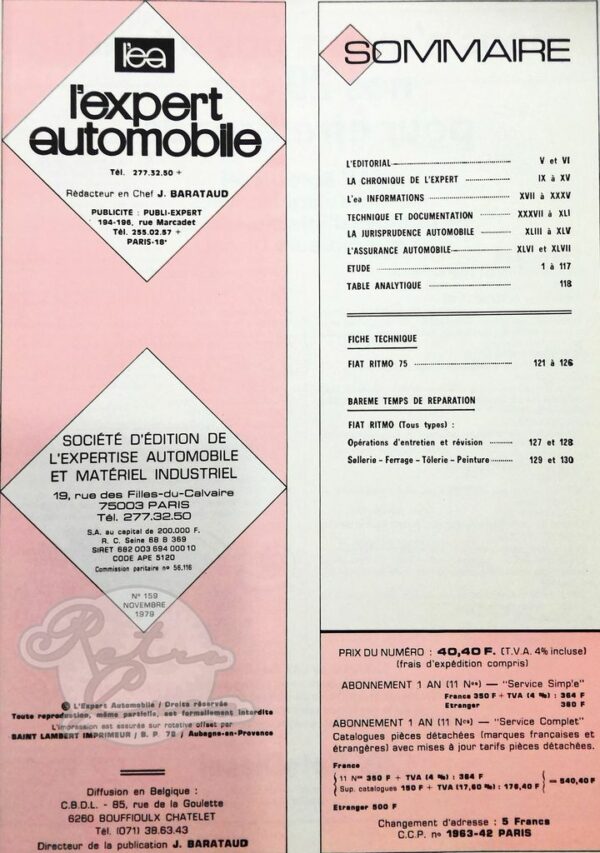 l'ea
l'expert
automobile
Tél. 277.32.50 +
Rédacteur en Chef J. BARATAUD
PUBLICITE : PUBLI-EXPERT
194-196, rue Marcadet
Tél. 255.02.57 +
PARIS-18e
SOCIÉTÉ D'ÉDITION DE
L'EXPERTISE AUTOMOBILE
ET MATÉRIEL INDUSTRIEL
19, rue des Filles-du-Calvaire
75003 PARIS
Tél. 277.32.50
S.A. au capital de 200.000 F.
R. C. Seine 68 B 369
SIRET 682 003 694 000 10
CODE APE 5120
Commission paritaire n° 56.116
N° 159
NOVEMBRE
1979
Retro
© L'Expert Automobile / Droits réservés
Toute reproduction, même partielle, est formellement interdite
L'impression est assurée sur rotative offset par
SAINT LAMBERT IMPRIMEUR / B. P. 78 / Aubagne-en-Provence
Diffusion en Belgique :
C.B.D.L. - 85, rue de la Goulette
6260 BOUFFIOULX CHATELET
Tél. (071) 38.63.43
Directeur de la publication J. BARATAUD
SOMMAIRE
L'EDITORIAL V et VI
LA CHRONIQUE DE L'EXPERT IX à XV
L'ea INFORMATIONS XVII à XXXV
TECHNIQUE ET DOCUMENTATION XXXVII à XLI
LA JURISPRUDENCE AUTOMOBILE XLIII à XLV
L'ASSURANCE AUTOMOBILE XLVI et XLVII
ETUDE 1 à 117
TABLE ANALYTIQUE 118
FICHE TECHNIQUE
FIAT RITMO 75 121 à 126
BAREME TEMPS DE REPARATION
FIAT RITMO (Tous types) :
Opérations d'entretien et révision 127 et 128
Sellerie - Ferrage - Tôlerie - Peinture 129 et 130
PRIX DU NUMÉRO : 40,40 F. (T.V.A. 4% incluse)
(frais d'expédition compris)
ABONNEMENT 1 AN (11 Nos) — "Service Simple"
France 350 F + TVA (4 %) : 364 F
Etranger 380 F
ABONNEMENT 1 AN (11 Nos) — "Service Complet"
Catalogues pièces détachées (marques françaises et
étrangères) avec mises à jour tarifs pièces détachées.
France
11 Nos 350 F + TVA (4 %) : 364 F
Sup. catalogues 150 F + TVA (17,60 %) : 176,40 F = 540,40 F
Etranger 500 F
Changement d'adresse : 5 Francs
C.C.P. n° 1963-42 PARIS